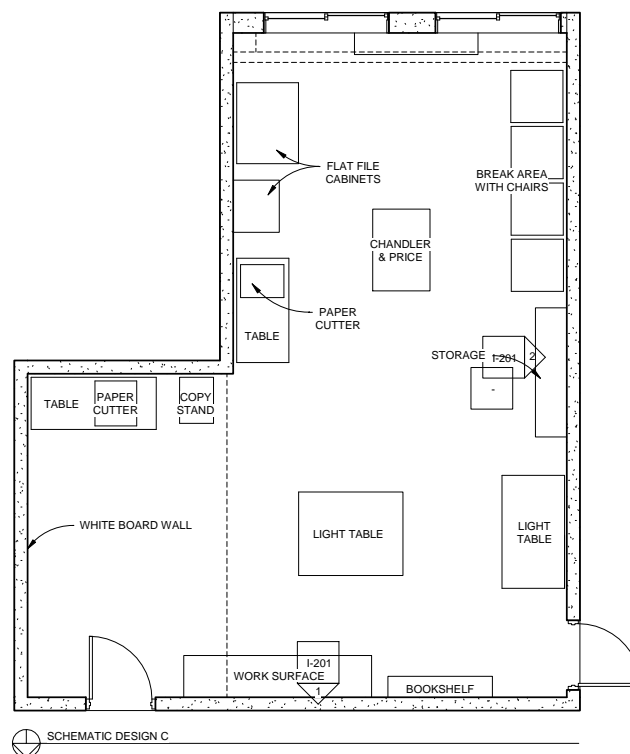 FLAT FILE
CABINETS
BREAK AREA
WITH CHAIRS
CHANDLER
& PRICE
PAPER
CUTTER
TABLE
STORAGE
I-201
2
-
TABLE
PAPER
CUTTER
COPY
STAND
WHITE BOARD WALL
LIGHT TABLE
LIGHT
TABLE
I-201
WORK SURFACE
1
BOOKSHELF
SCHEMATIC DESIGN C